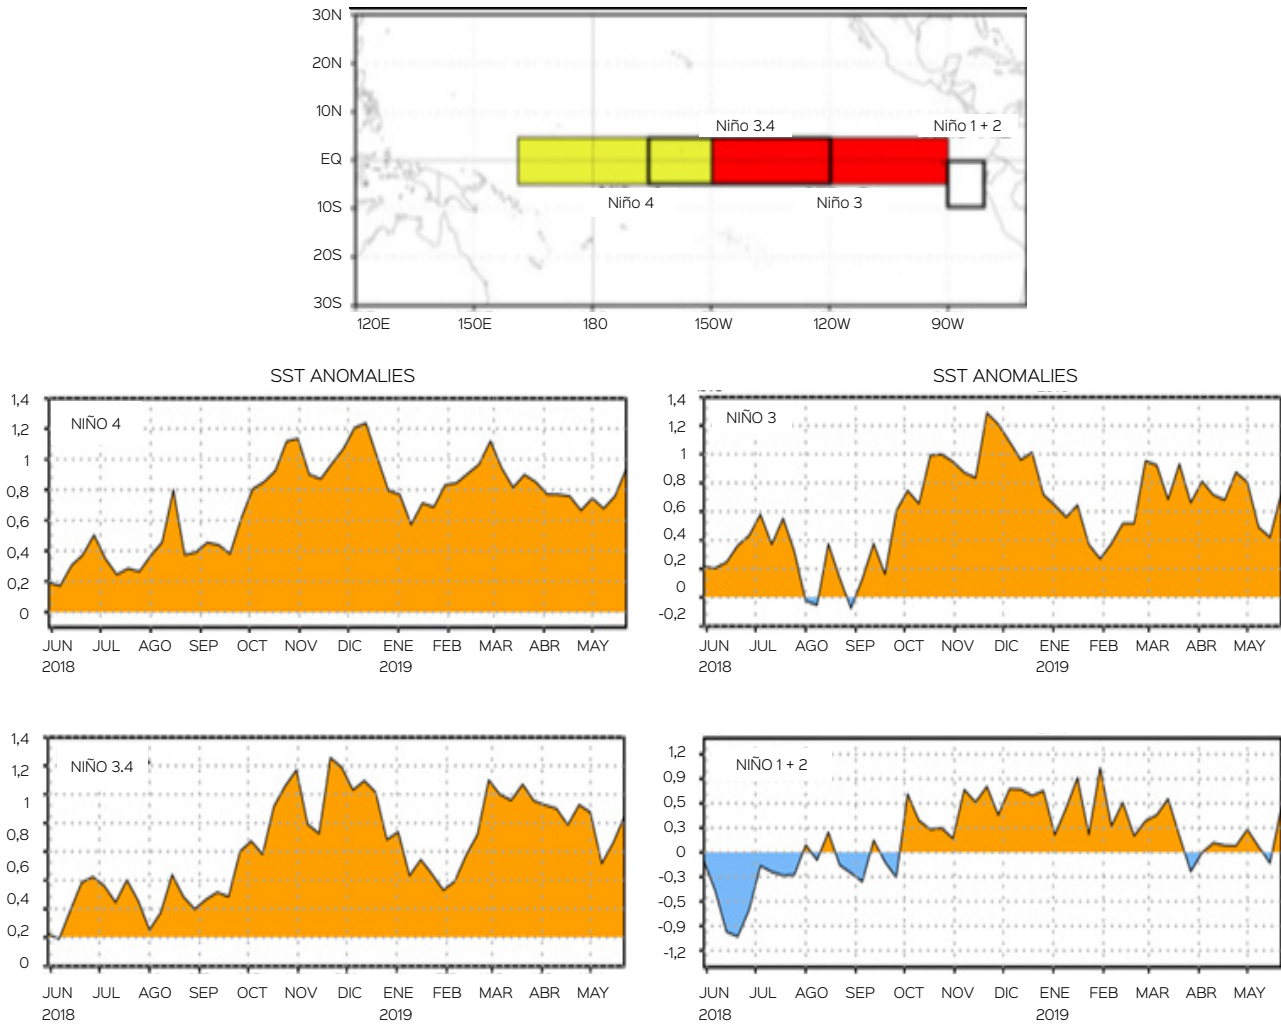 30N
20N
10N
EQ
10S
20S
30S
Niño 3.4
Niño 1 + 2
Niño 4
Niño 3
120E 150E 180 150W 120W 90W
SST ANOMALIES
NIÑO 4
1,4
1,2
1
0,8
0,6
0,4
0,2
0
JUN JUL AGO SEP OCT NOV DIC ENE FEB MAR ABR MAY
2018 2019
SST ANOMALIES
NIÑO 3
1,4
1,2
1
0,8
0,6
0,4
0,2
0
-0,2
JUN JUL AGO SEP OCT NOV DIC ENE FEB MAR ABR MAY
2018 2019
NIÑO 3.4
1,4
1,2
1
0,8
0,6
0,4
0,2
0
JUN JUL AGO SEP OCT NOV DIC ENE FEB MAR ABR MAY
2018 2019
NIÑO 1 + 2
1,2
0,9
0,5
0,3
0
-0,3
-0,5
-0,9
-1,2
JUN JUL AGO SEP OCT NOV DIC ENE FEB MAR ABR MAY
2018 2019